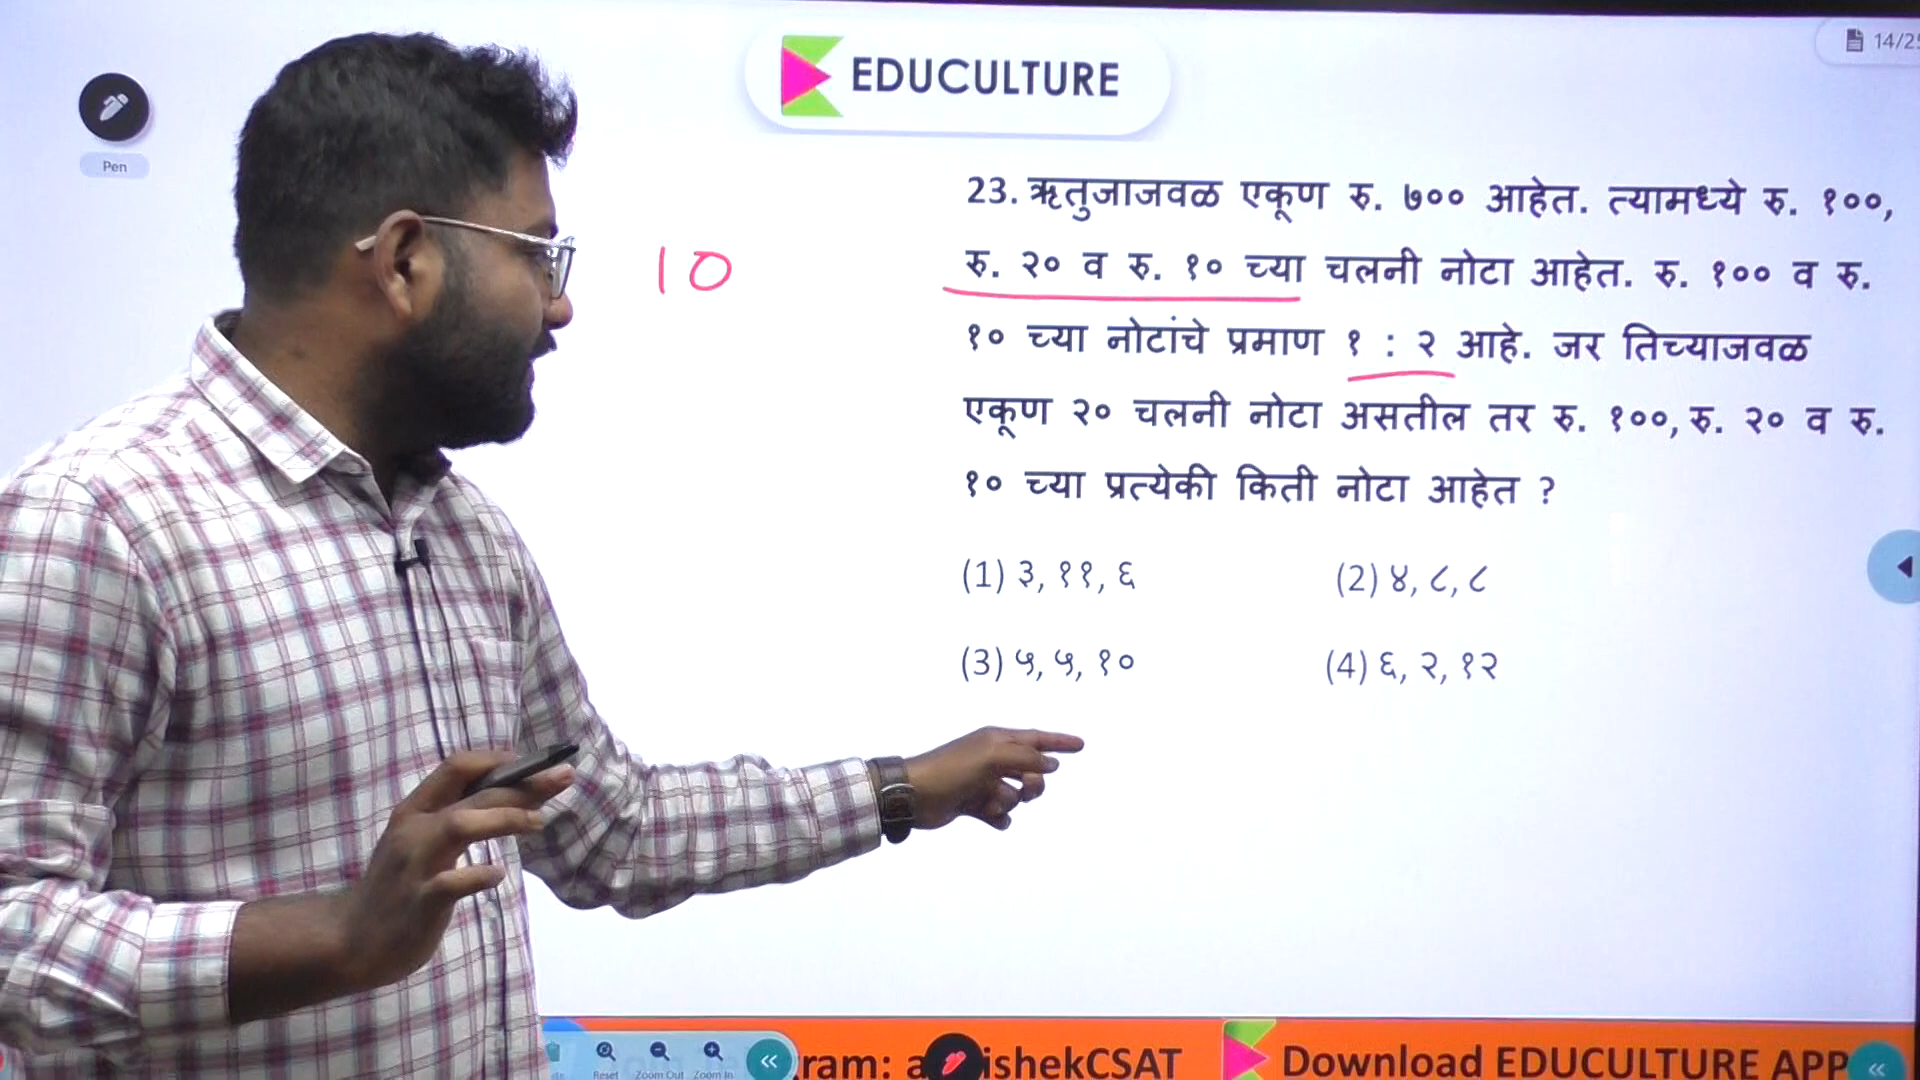 EDUCULTURE
14/25
Pen
23. ऋतुजाजवळ एकूण रु. ७०० आहेत. त्यामध्ये रु. १००,
रु. २० व रु. १० च्या चलनी नोटा आहेत. रु. १०० व रु.
१० च्या नोटांचे प्रमाण १ : २ आहे. जर तिच्याजवळ
एकूण २० चलनी नोटा असतील तर रु. १००, रु. २० व रु.
१० च्या प्रत्येकी किती नोटा आहेत ?
10
(1) ३, ११, ६ (2) ४, ८, ८
(3) ५, ५, १० (4) ६, २, १२
Reset Zoom Out Zoom In
ram: a ishekCSAT Download EDUCULTURE APP